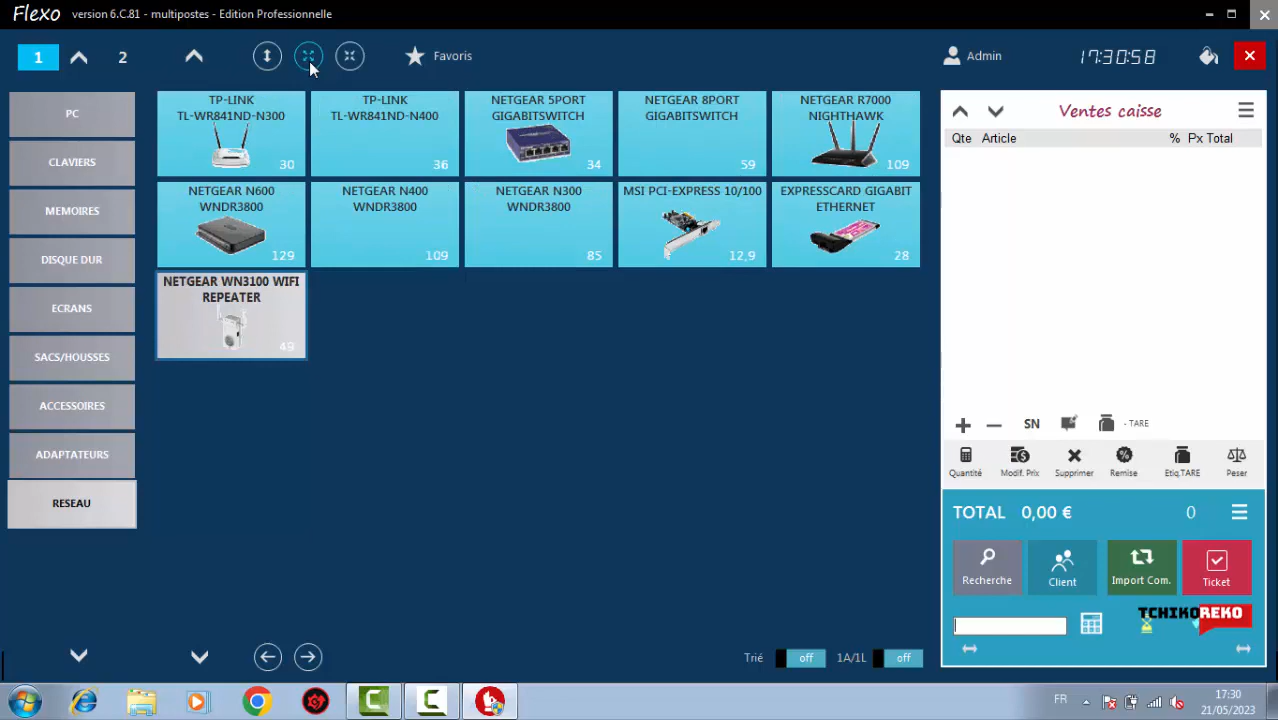 Flexo version 6.C.81 - multipostes - Edition Professionnelle
1 2 Favoris Admin 17:30:58
PC
CLAVIERS
MEMOIRES
DISQUE DUR
ECRANS
SACS/HOUSSES
ACCESSOIRES
ADAPTATEURS
RESEAU
TP-LINK
TL-WR841ND-N300
30
TP-LINK
TL-WR841ND-N400
36
NETGEAR 5PORT
GIGABITSWITCH
34
NETGEAR 8PORT
GIGABITSWITCH
59
NETGEAR R7000
NIGHTHAWK
109
NETGEAR N600
WNDR3800
129
NETGEAR N400
WNDR3800
109
NETGEAR N300
WNDR3800
85
MSI PCI-EXPRESS 10/100
12,9
EXPRESSCARD GIGABIT
ETHERNET
28
NETGEAR WN3100 WIFI
REPEATER
49
Trié off 1A/1L off
Ventes caisse
Qte Article % Px Total
SN - TARE
Quantité Modif. Prix Supprimer Remise Etiq.TARE Peser
TOTAL 0,00 € 0
Recherche Client Import Com. Ticket
TCHIKOREKO
FR
17:30
21/05/2023